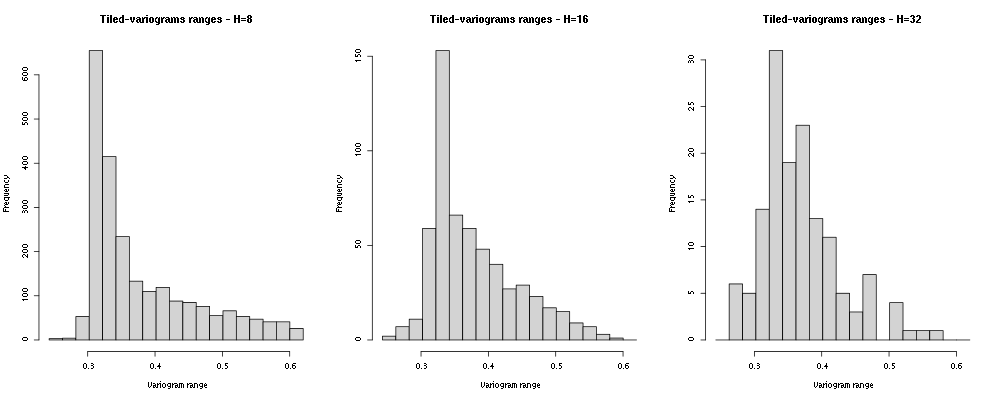 Tiled-variograms ranges - H=8
Tiled-variograms ranges - H=16
Tiled-variograms ranges - H=32
Frequency
600
500
400
300
200
100
0
0.3 0.4 0.5 0.6
Variogram range
Frequency
150
100
50
0
0.3 0.4 0.5 0.6
Variogram range
Frequency
30
25
20
15
10
5
0
0.3 0.4 0.5 0.6
Variogram range